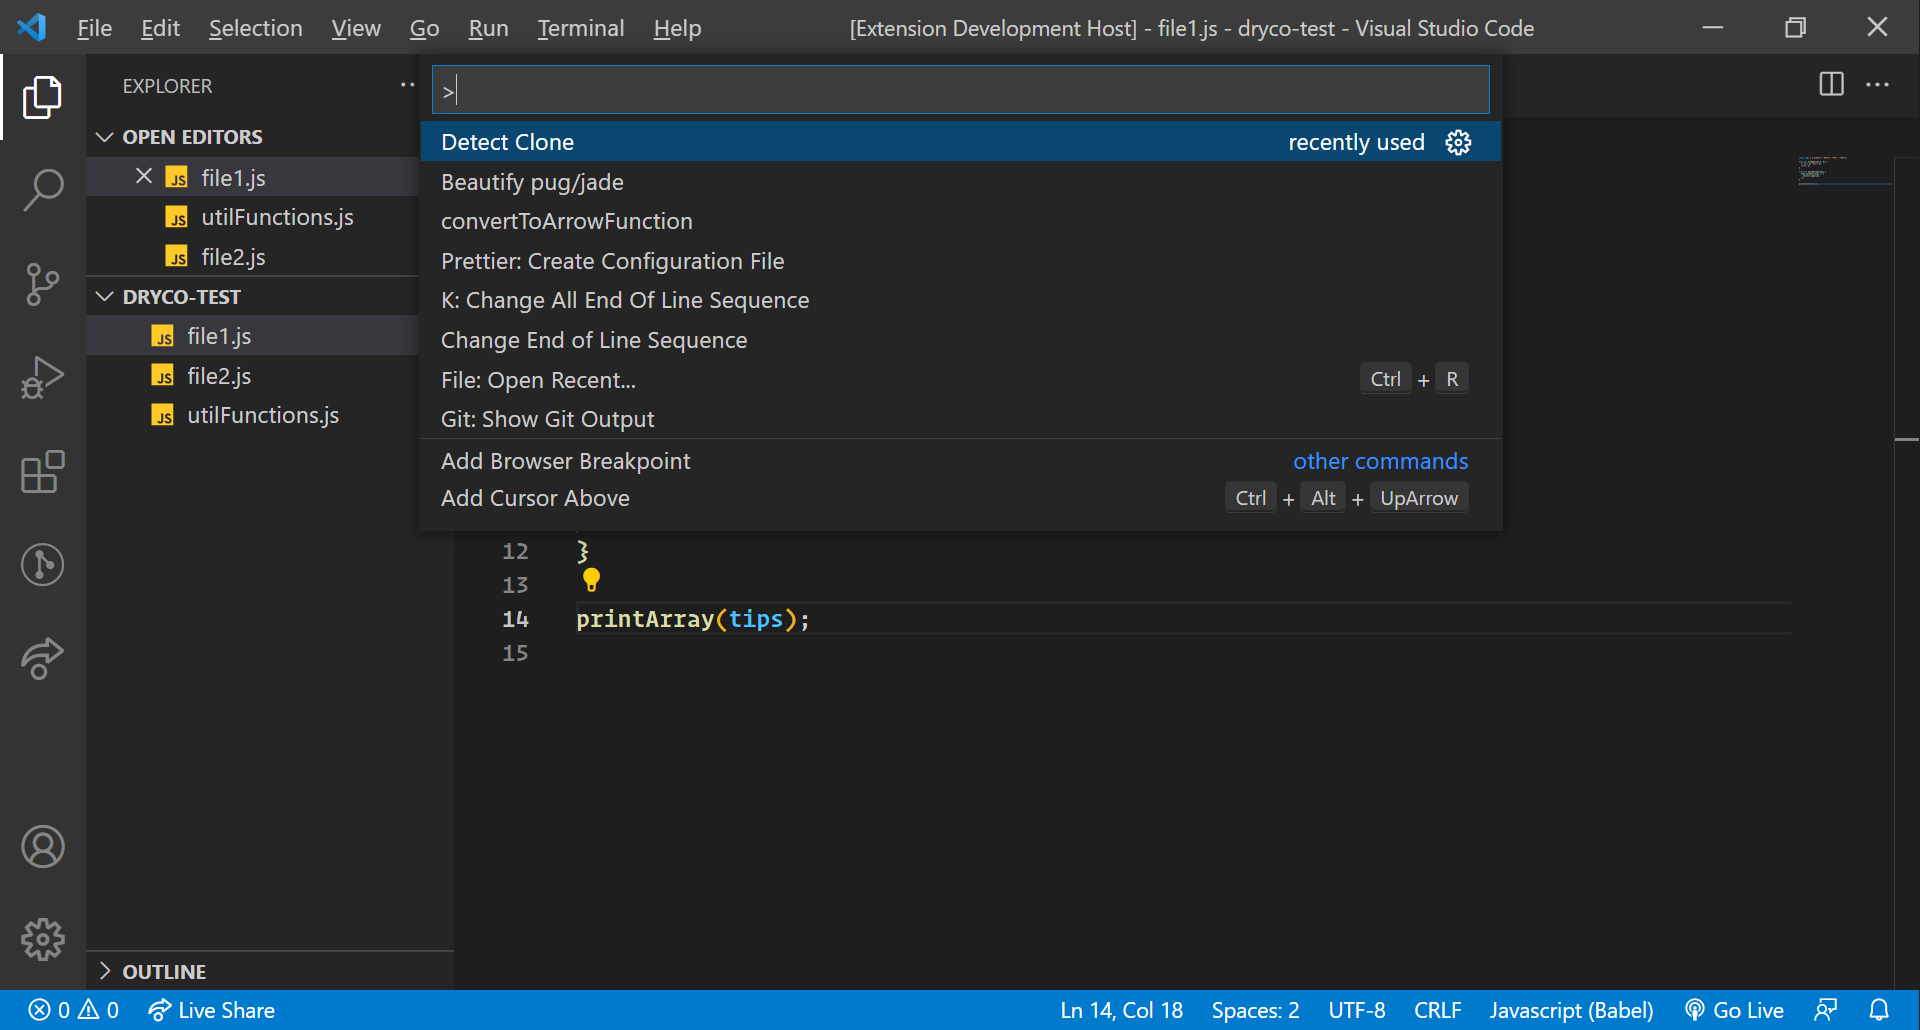 File Edit Selection View Go Run Terminal Help [Extension Development Host] - file1.js - dryco-test - Visual Studio Code
EXPLORER
>
OPEN EDITORS
JS file1.js
JS utilFunctions.js
JS file2.js
DRYCO-TEST
JS file1.js
JS file2.js
JS utilFunctions.js
OUTLINE
Detect Clone recently used
Beautify pug/jade
convertToArrowFunction
Prettier: Create Configuration File
K: Change All End Of Line Sequence
Change End of Line Sequence
File: Open Recent... Ctrl + R
Git: Show Git Output
Add Browser Breakpoint other commands
Add Cursor Above Ctrl + Alt + UpArrow
12 }
13
14 printArray(tips);
15
0 0 Live Share Ln 14, Col 18 Spaces: 2 UTF-8 CRLF Javascript (Babel) Go Live